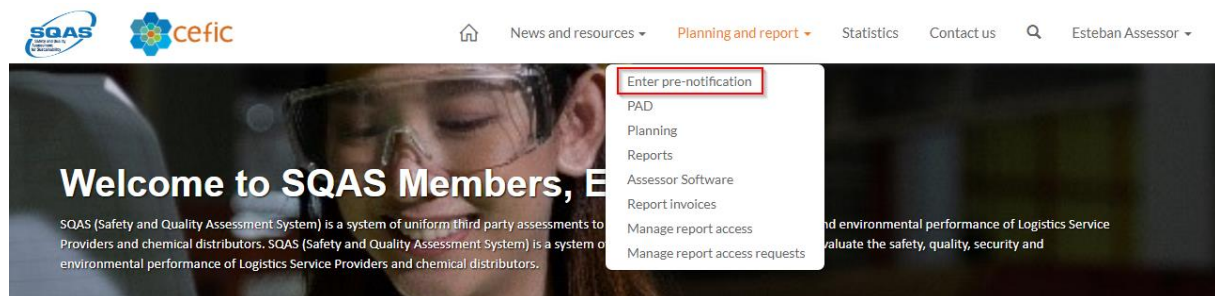 SQAS
cefic
News and resources
Planning and report
Statistics
Contact us
Esteban Assessor
Enter pre-notification
PAD
Planning
Reports
Assessor Software
Report invoices
Manage report access
Manage report access requests
Welcome to SQAS Members, E
SQAS (Safety and Quality Assessment System) is a system of uniform third party assessments to nd environmental performance of Logistics Service
Providers and chemical distributors. SQAS (Safety and Quality Assessment System) is a system o valuate the safety, quality, security and
environmental performance of Logistics Service Providers and chemical distributors.